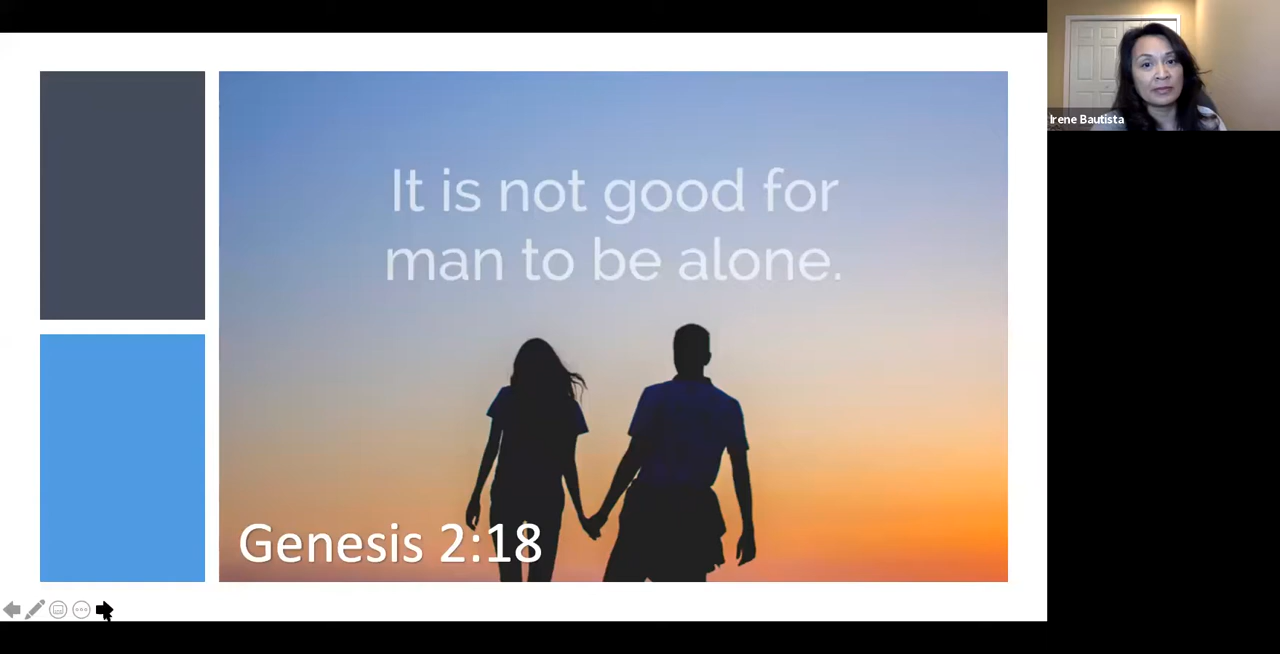 It is not good for
man to be alone.
Genesis 2:18
Irene Bautista